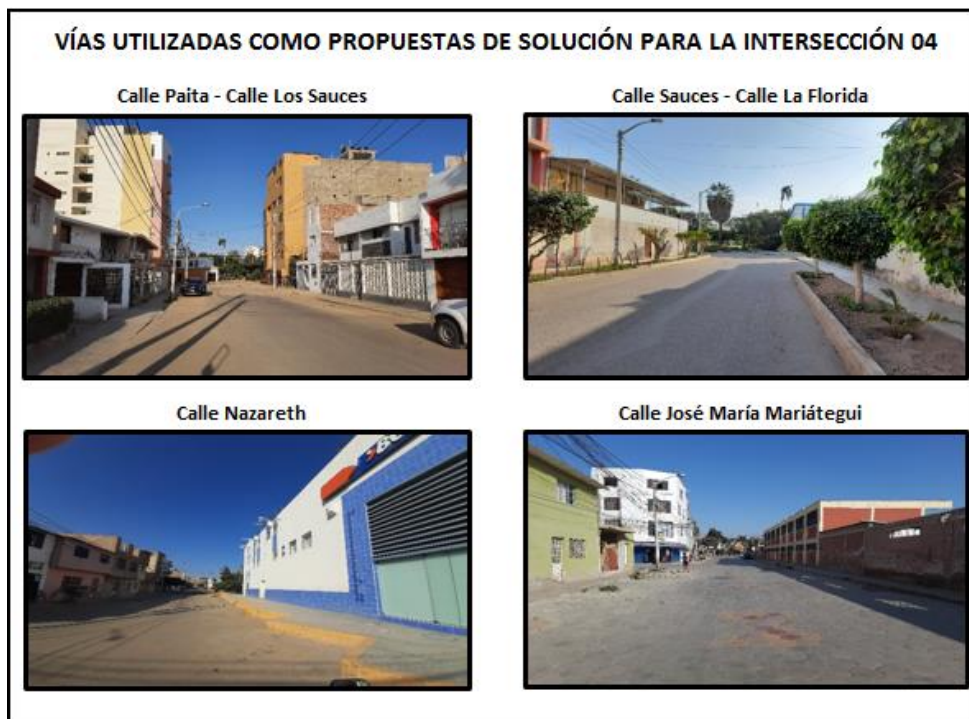 VÍAS UTILIZADAS COMO PROPUESTAS DE SOLUCIÓN PARA LA INTERSECCIÓN 04
Calle Paita - Calle Los Sauces
Calle Sauces - Calle La Florida
Calle Nazareth
Calle José María Mariátegui